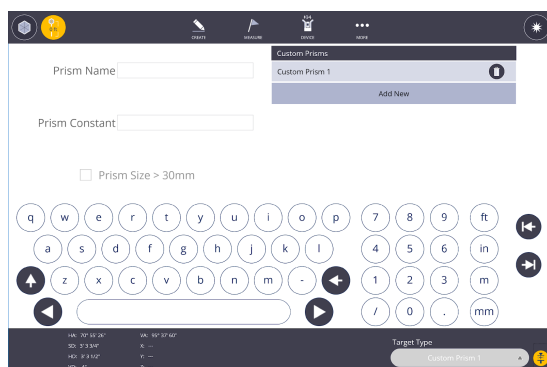 CREATE MEASURE DEVICE MORE
Custom Prisms
Prism Name
Custom Prism 1
Add New
Prism Constant
Prism Size > 30mm
q w e r t y u i o p 7 8 9 ft
a s d f g h j k l 4 5 6 in
z x c v b n m - 1 2 3 m
/ 0 . mm
HA: 70° 55' 26" VA: 95° 37' 60"
SD: 3' 3 3/4" X: ---
HD: 3' 3 1/2" Y: ---
Target Type
Custom Prism 1